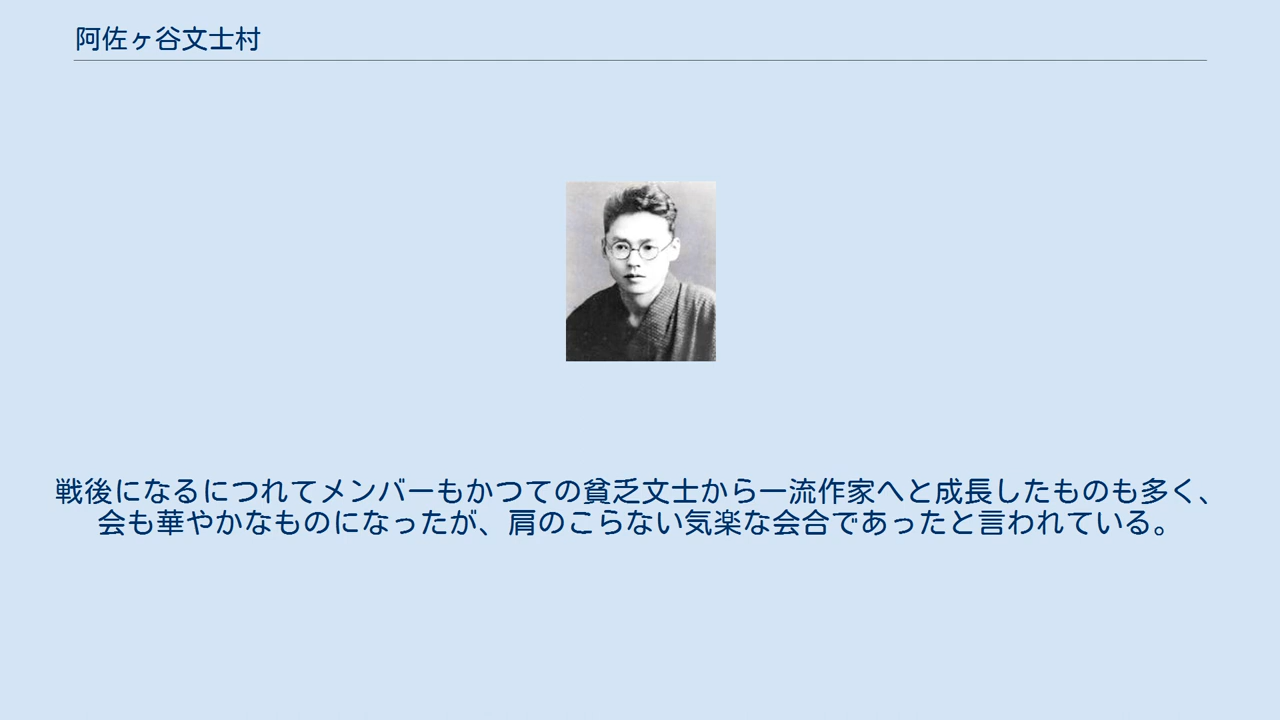 阿佐ヶ谷文士村
戦後になるにつれてメンバーもかつての貧乏文士から一流作家へと成長したものも多く、
会も華やかなものになったが、肩のこらない気楽な会合であったと言われている。